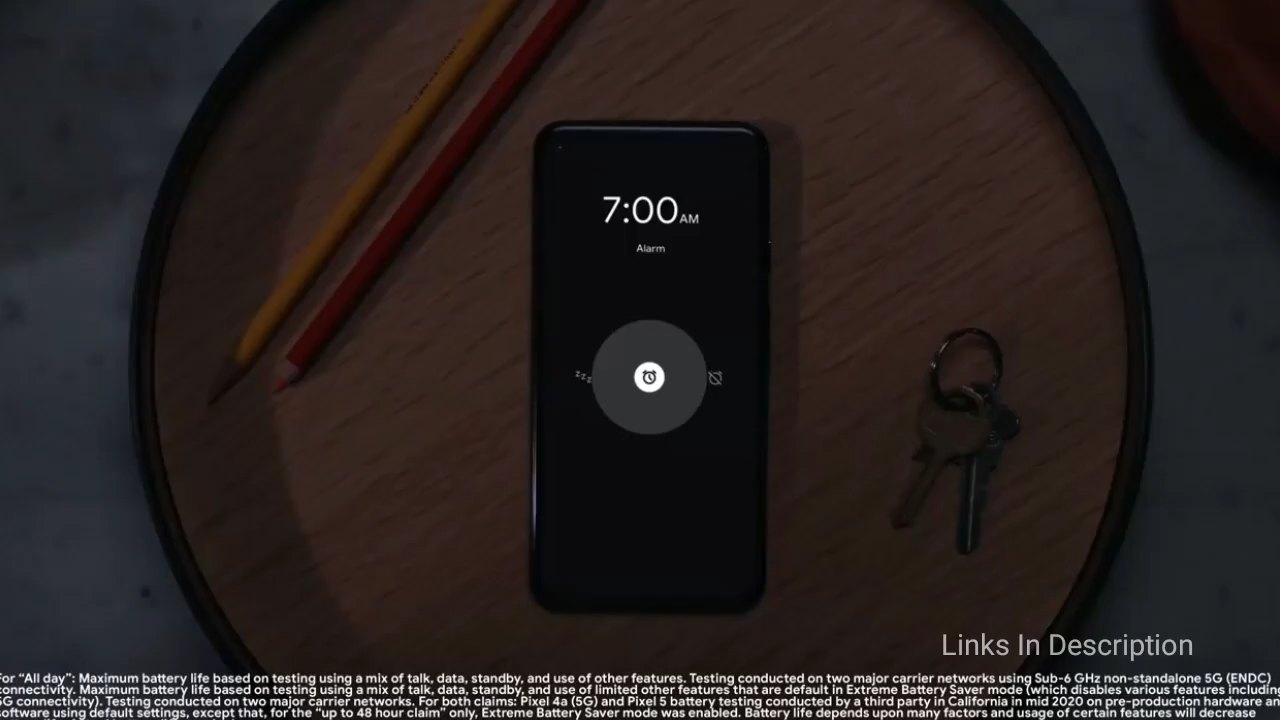 7:00AM
Alarm
zzz
Links In Description
For “All day”: Maximum battery life based on testing using a mix of talk, data, standby, and use of other features. Testing conducted on two major carrier networks using Sub-6 GHz non-standalone 5G (ENDC)
connectivity. Maximum battery life based on testing using a mix of talk, data, standby, and use of limited other features that are default in Extreme Battery Saver mode (which disables various features including
5G connectivity). Testing conducted on two major carrier networks. For both claims: Pixel 4a (5G) and Pixel 5 battery testing conducted by a third party in California in mid 2020 on pre-production hardware an
software using default settings, except that, for the “up to 48 hour claim” only, Extreme Battery Saver mode was enabled. Battery life depends upon many factors and usage of certain features will decrease